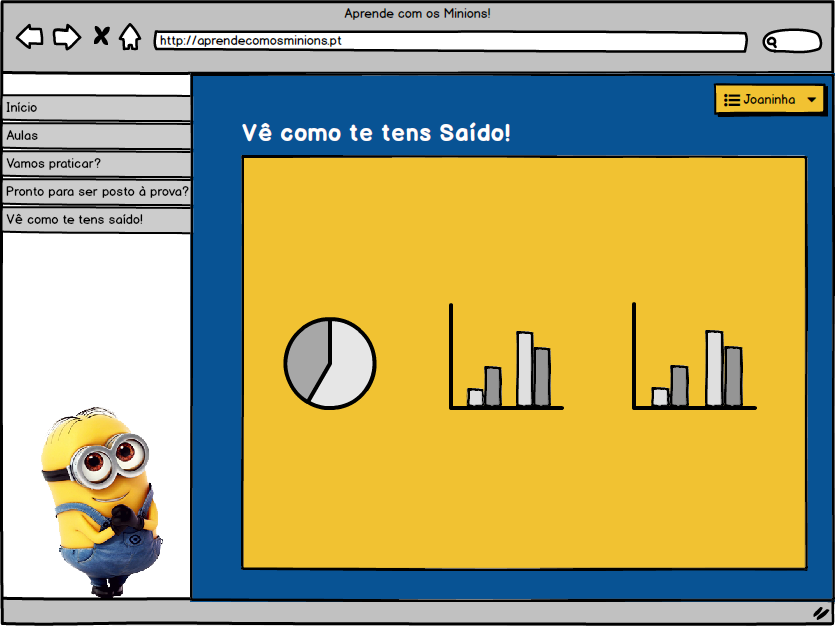 Aprende com os Minions!
http://aprendecomosminions.pt
Joaninha
Início
Aulas
Vamos praticar?
Pronto para ser posto à prova?
Vê como te tens saído!
Vê como te tens Saído!